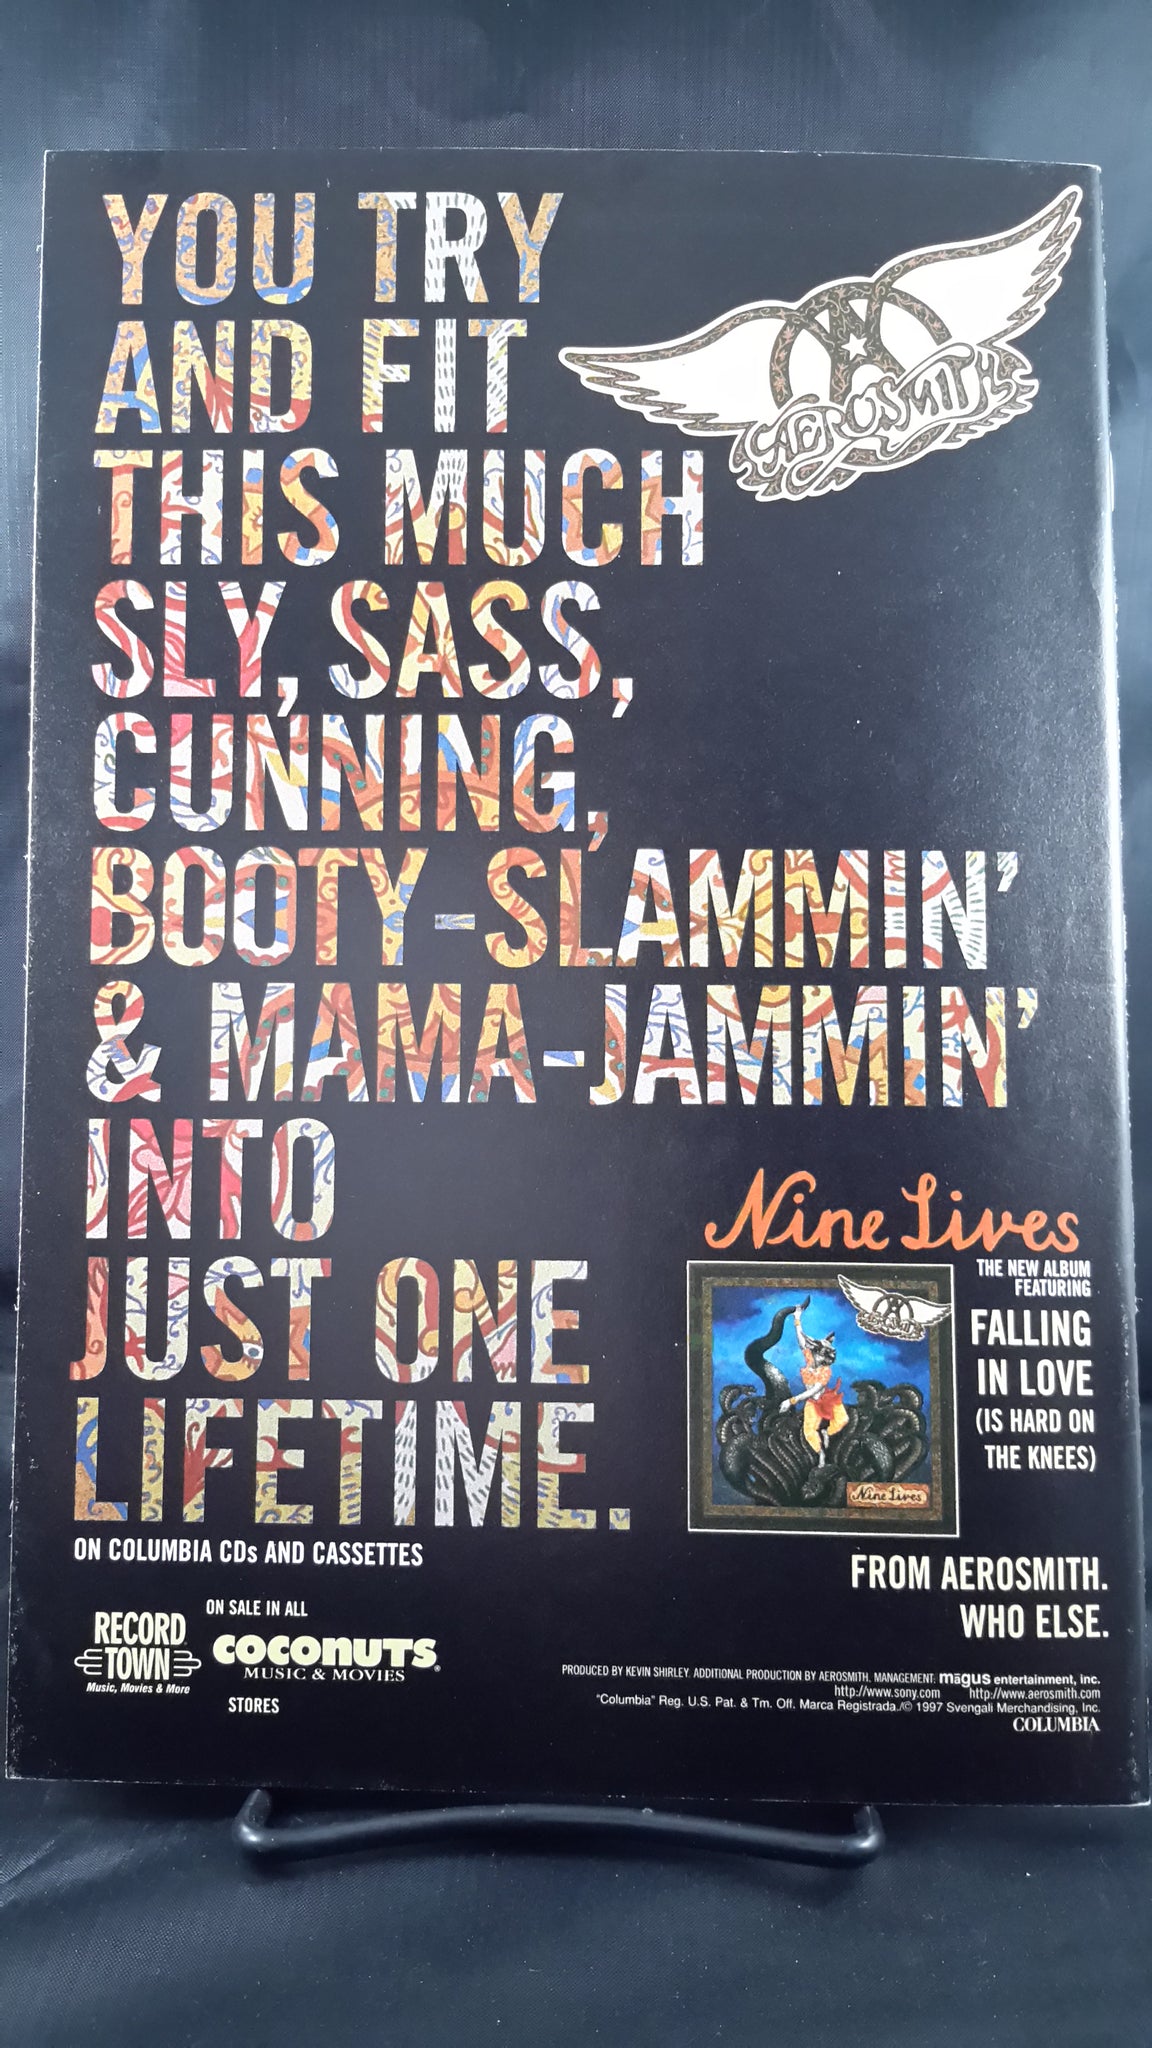 YOU TRY
AND FIT
THIS MUCH
SLY, SASS,
CUNNING,
BOOTY-SLAMMIN'
& MAMA-JAMMIN'
INTO
JUST ONE
LIFETIME.
AEROSMITH
Nine Lives
THE NEW ALBUM
FEATURING
FALLING
IN LOVE
(IS HARD ON
THE KNEES)
AEROSMITH
Nine Lives
FROM AEROSMITH.
WHO ELSE.
ON COLUMBIA CDs AND CASSETTES
RECORD
TOWN
Music, Movies & More
ON SALE IN ALL
COCONUTS®
MUSIC & MOVIES
STORES
PRODUCED BY KEVIN SHIRLEY. ADDITIONAL PRODUCTION BY AEROSMITH. MANAGEMENT: māgus entertainment, inc.
http://www.sony.com http://www.aerosmith.com
"Columbia" Reg. U.S. Pat. & Tm. Off. Marca Registrada./© 1997 Svengali Merchandising, Inc.
COLUMBIA